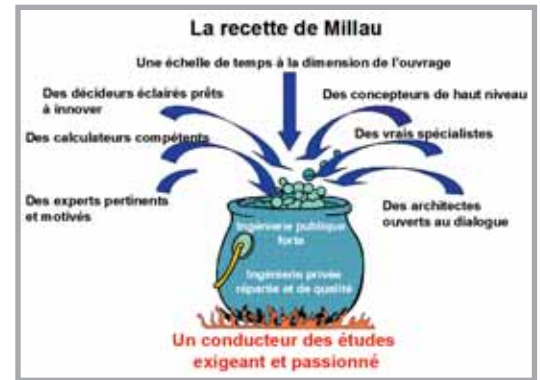 La recette de Millau
Une échelle de temps à la dimension de l'ouvrage
Des décideurs éclairés prêts
à innover
Des concepteurs de haut niveau
Des calculateurs compétents
Des vrais spécialistes
Des experts pertinents
et motivés
Des architectes
ouverts au dialogue
Ingénierie publique
forte
Ingénierie privée
répartie et de qualité
Un conducteur des études
exigeant et passionné